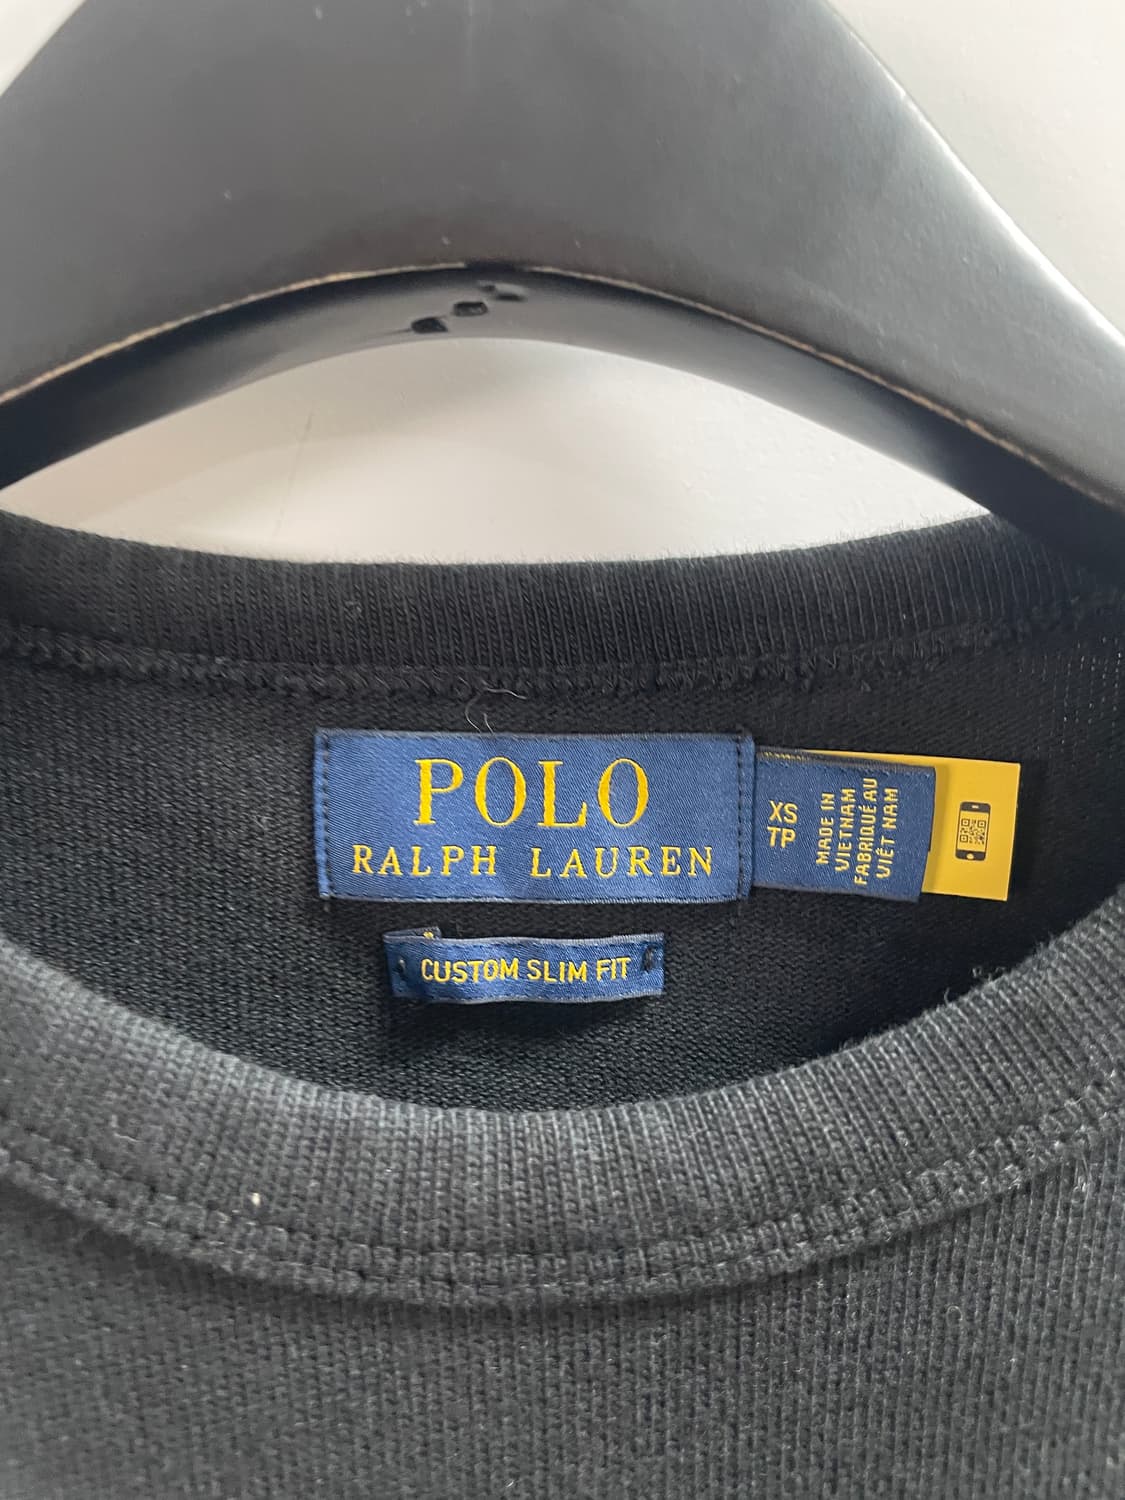 POLO
RALPH LAUREN
XS
TP
MADE IN
VIETNAM
FABRIQUÉ AU
VIÊT NAM
CUSTOM SLIM FIT